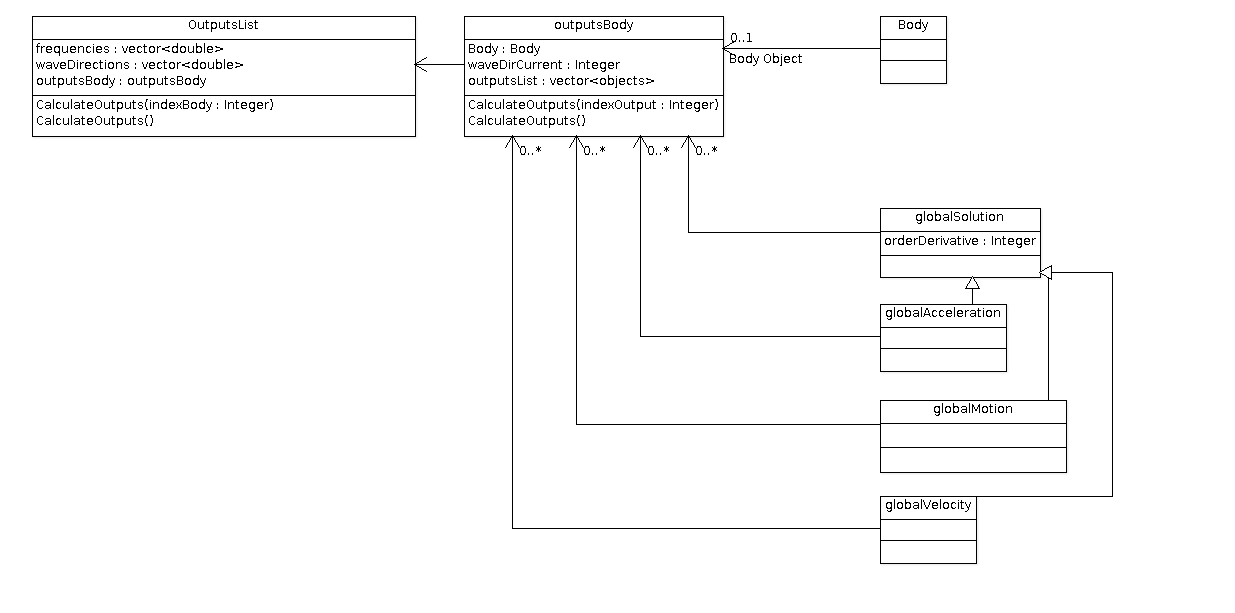 OutputsList
frequencies : vector<double>
waveDirections : vector<double>
outputsBody : outputsBody
CalculateOutputs(indexBody : Integer)
CalculateOutputs()
outputsBody
Body : Body
waveDirCurrent : Integer
outputsList : vector<objects>
CalculateOutputs(indexOutput : Integer)
CalculateOutputs()
0..1
Body Object
Body
0..*
0..*
0..*
0..*
globalSolution
orderDerivative : Integer
globalAcceleration
globalMotion
globalVelocity